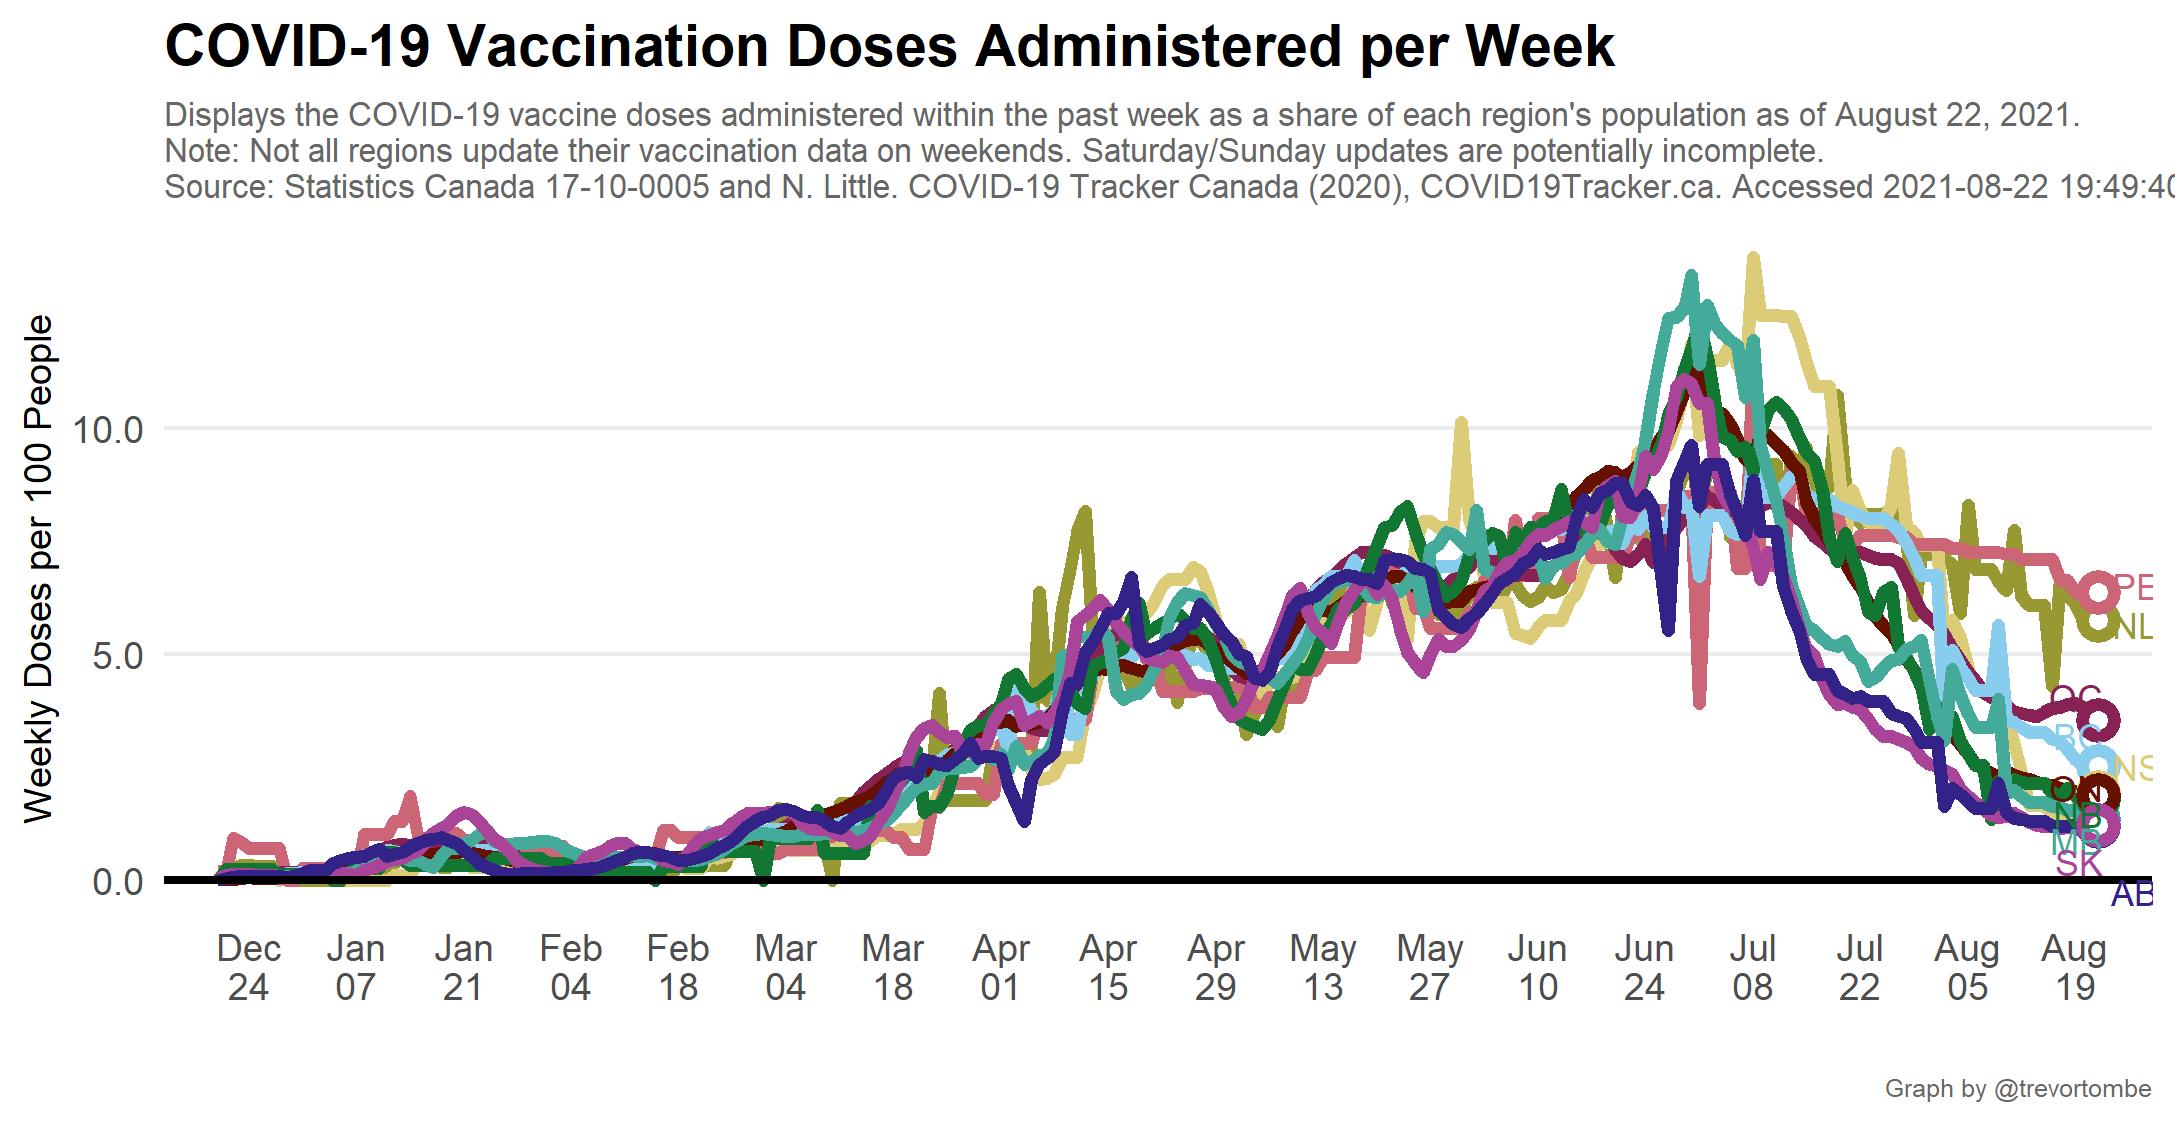 COVID-19 Vaccination Doses Administered per Week
Displays the COVID-19 vaccine doses administered within the past week as a share of each region's population as of August 22, 2021.
Note: Not all regions update their vaccination data on weekends. Saturday/Sunday updates are potentially incomplete.
Source: Statistics Canada 17-10-0005 and N. Little. COVID-19 Tracker Canada (2020), COVID19Tracker.ca. Accessed 2021-08-22 19:49:40
Weekly Doses per 100 People
10.0
5.0
0.0
PE
NL
QC
BC
NS
ON
NB
MB
SK
AB
Dec 24
Jan 07
Jan 21
Feb 04
Feb 18
Mar 04
Mar 18
Apr 01
Apr 15
Apr 29
May 13
May 27
Jun 10
Jun 24
Jul 08
Jul 22
Aug 05
Aug 19
Graph by @trevortombe